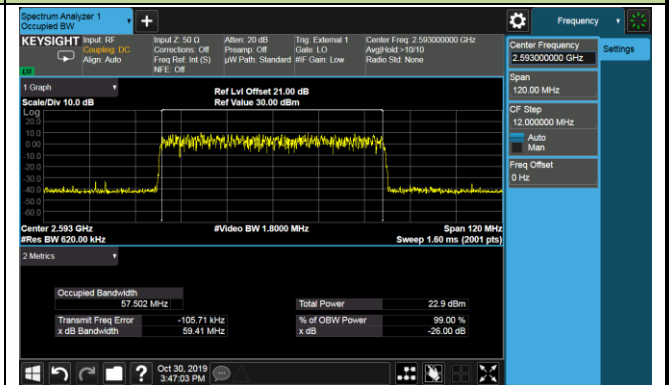 Spectrum Analyzer 1
Occupied BW
+
Frequency
KEYSIGHT
Input: RF
Coupling: DC
Align: Auto
Input Z: 50 Ω
Corrections: Off
Freq Ref: Int (S)
NFE: Off
Atten: 20 dB
Preamp: Off
µW Path: Standard
Trig: External 1
Gate: LO
#IF Gain: Low
Center Freq: 2.593000000 GHz
Avg|Hold:>10/10
Radio Std: None
Center Frequency
2.593000000 GHz
Settings
Span
120.00 MHz
CF Step
12.000000 MHz
Auto
Man
Freq Offset
0 Hz
1 Graph
Scale/Div 10.0 dB
Ref Lvl Offset 21.00 dB
Ref Value 30.00 dBm
Log
20.0
10.0
0.00
-10.0
-20.0
-30.0
-40.0
-50.0
-60.0
Center 2.593 GHz
#Video BW 1.8000 MHz
Span 120 MHz
#Res BW 620.00 kHz
Sweep 1.60 ms (2001 pts)
2 Metrics
Occupied Bandwidth
57.502 MHz
Total Power
22.9 dBm
Transmit Freq Error
-105.71 kHz
% of OBW Power
99.00 %
x dB Bandwidth
59.41 MHz
x dB
-26.00 dB
?
Oct 30, 2019
3:47:03 PM